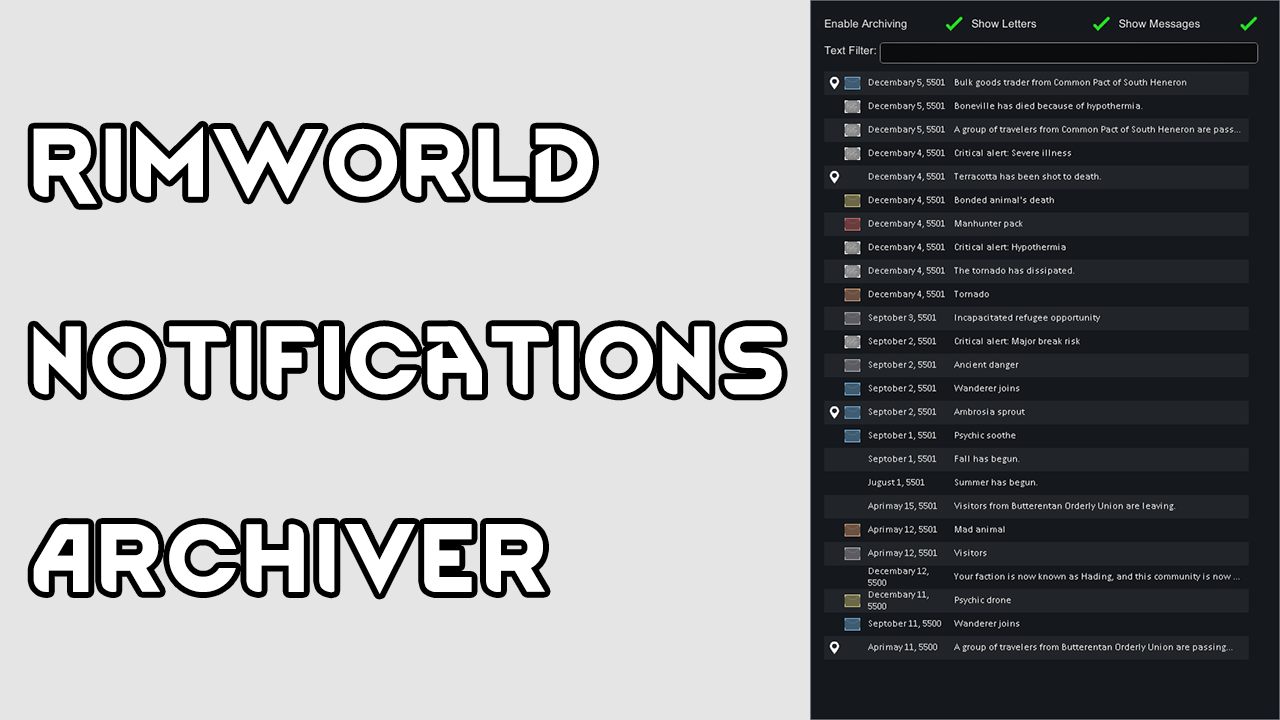 RIMWORLD
NOTIFICATIONS
ARCHIVER
Enable Archiving Show Letters Show Messages
Text Filter:
Decembary 5, 5501 Bulk goods trader from Common Pact of South Heneron
Decembary 5, 5501 Boneville has died because of hypothermia.
Decembary 5, 5501 A group of travelers from Common Pact of South Heneron are pass...
Decembary 4, 5501 Critical alert: Severe illness
Decembary 4, 5501 Terracotta has been shot to death.
Decembary 4, 5501 Bonded animal's death
Decembary 4, 5501 Manhunter pack
Decembary 4, 5501 Critical alert: Hypothermia
Decembary 4, 5501 The tornado has dissipated.
Decembary 4, 5501 Tornado
Septober 3, 5501 Incapacitated refugee opportunity
Septober 2, 5501 Critical alert: Major break risk
Septober 2, 5501 Ancient danger
Septober 2, 5501 Wanderer joins
Septober 2, 5501 Ambrosia sprout
Septober 1, 5501 Psychic soothe
Septober 1, 5501 Fall has begun.
Jugust 1, 5501 Summer has begun.
Aprimay 15, 5501 Visitors from Butterentan Orderly Union are leaving.
Aprimay 12, 5501 Mad animal
Aprimay 12, 5501 Visitors
Decembary 12,
5500 Your faction is now known as Hading, and this community is now ...
Decembary 11,
5500 Psychic drone
Septober 11, 5500 Wanderer joins
Aprimay 11, 5500 A group of travelers from Butterentan Orderly Union are passing...